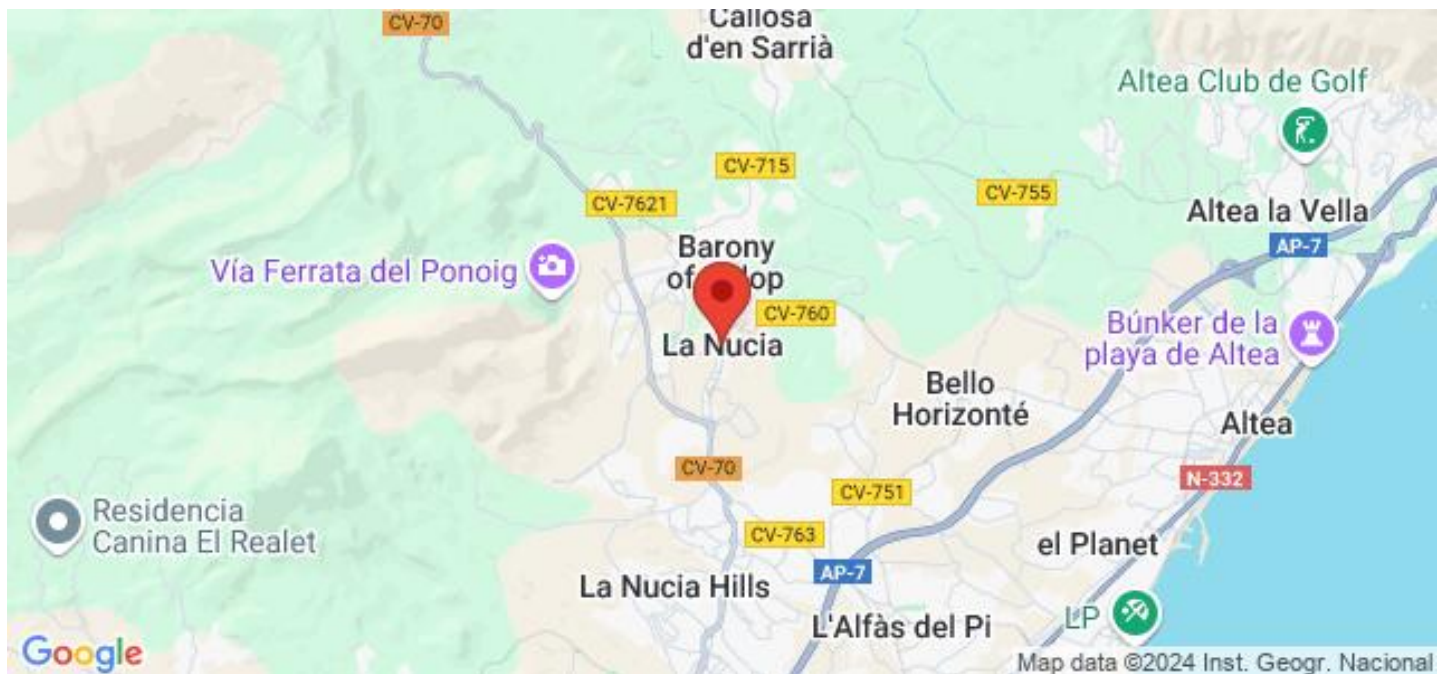 CV-70
Callosa
d'en Sarrià
Altea Club de Golf
CV-715
CV-755
CV-7621
Altea la Vella
AP-7
Barony
Vía Ferrata del Ponoig
CV-760
La Nucia
Búnker de la
playa de Altea
Bello
Horizonté
Altea
CV-70
N-332
CV-751
Residencia
Canina El Realet
CV-763
el Planet
AP-7
La Nucia Hills
L'Alfàs del Pi
LP
Google
Map data ©2024 Inst. Geogr. Nacional